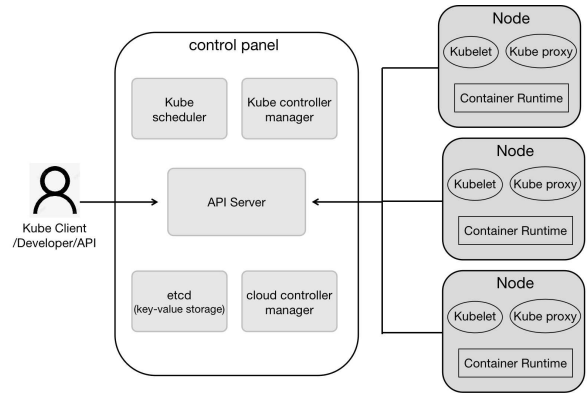 control panel
Kube
scheduler
Kube controller
manager
API Server
etcd
(key-value storage)
cloud controller
manager
Kube Client
/Developer/API
Node
Kubelet
Kube proxy
Container Runtime
Node
Kubelet
Kube proxy
Container Runtime
Node
Kubelet
Kube proxy
Container Runtime